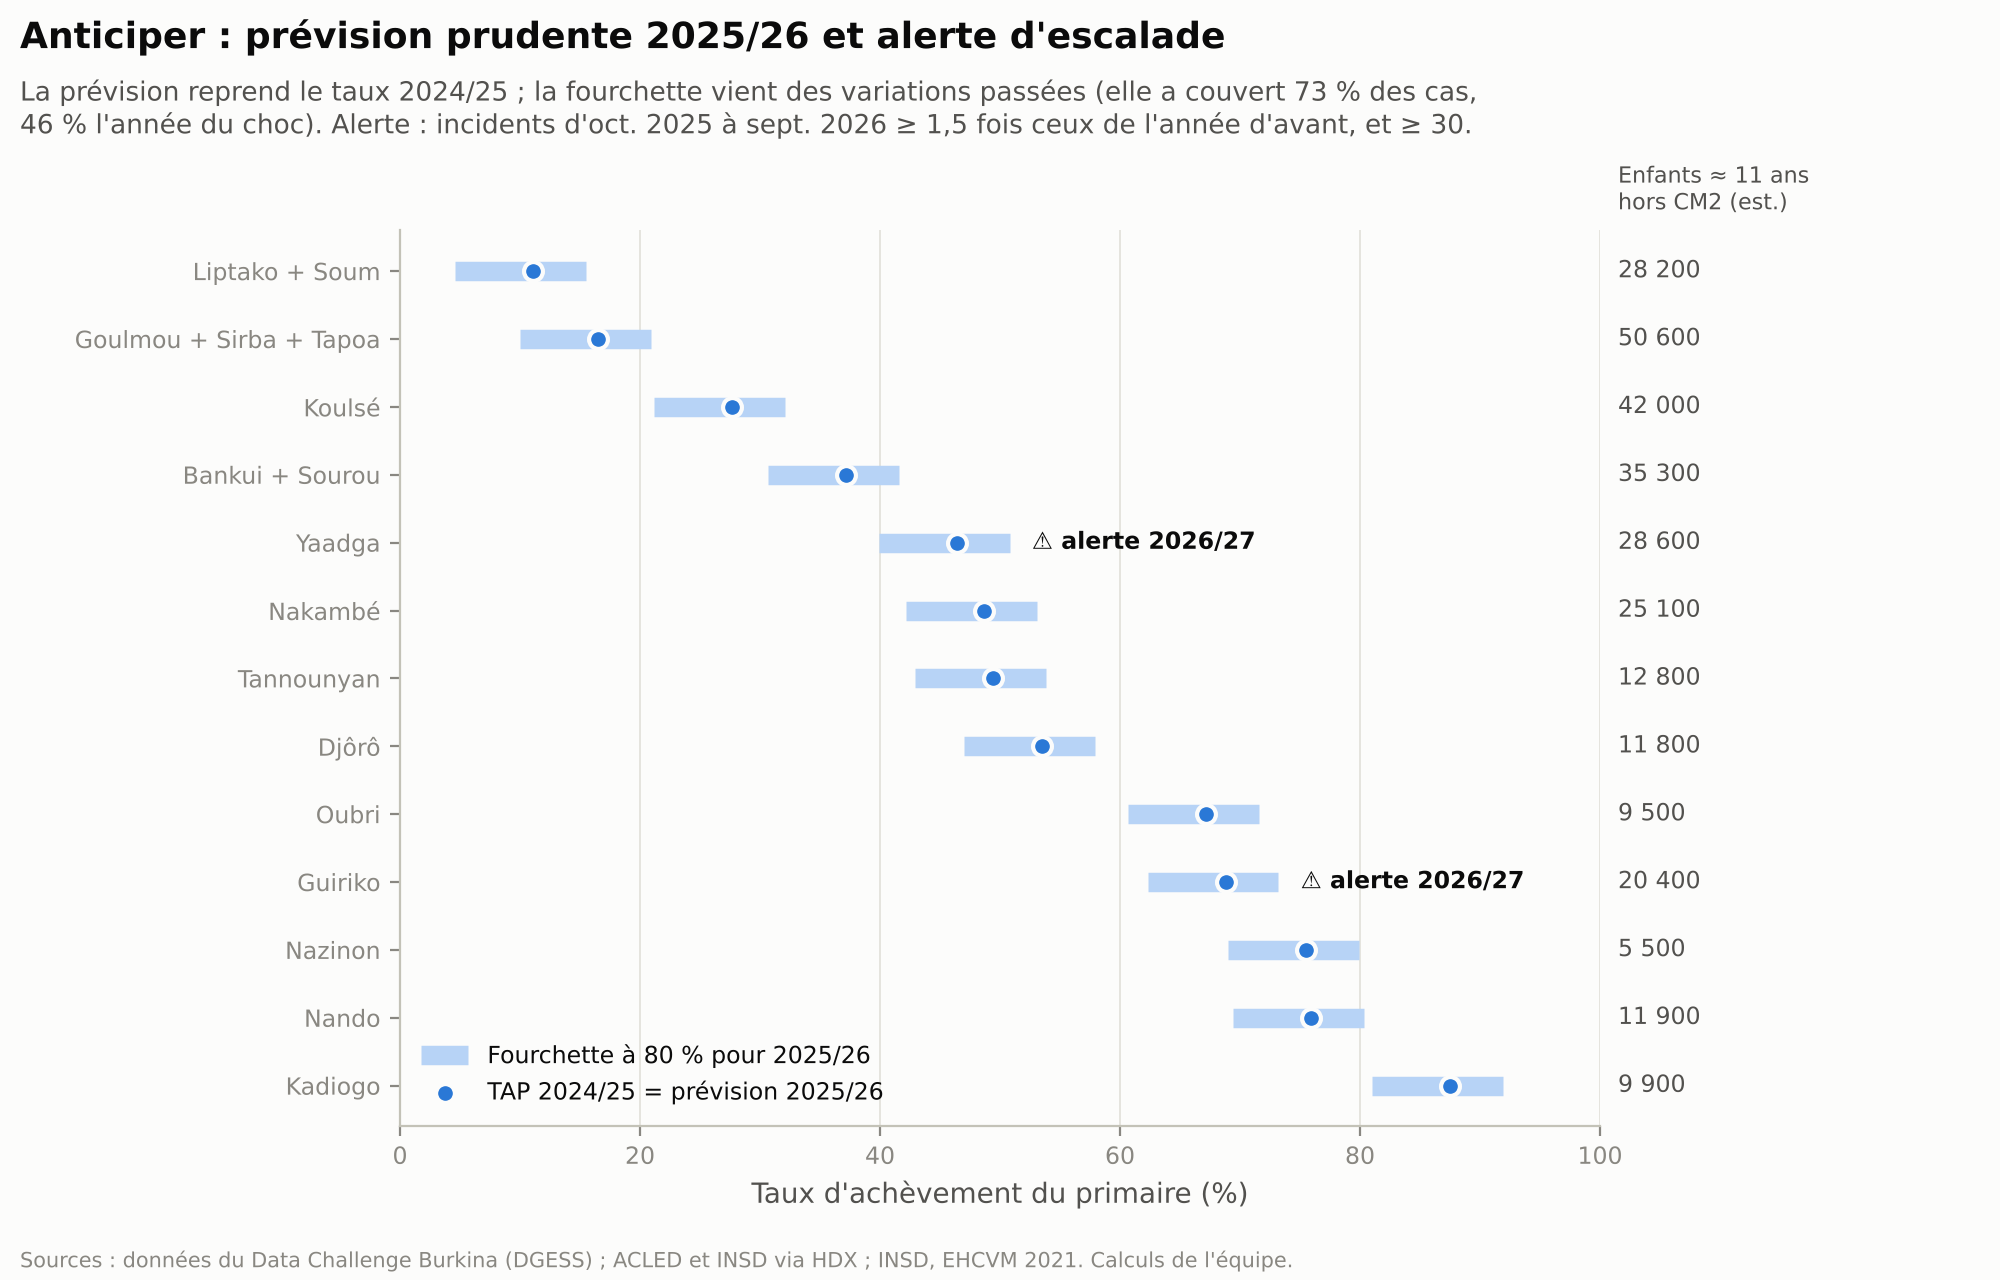 Anticiper : prévision prudente 2025/26 et alerte d'escalade
La prévision reprend le taux 2024/25 ; la fourchette vient des variations passées (elle a couvert 73 % des cas,
46 % l'année du choc). Alerte : incidents d'oct. 2025 à sept. 2026 ≥ 1,5 fois ceux de l'année d'avant, et ≥ 30.
Enfants ≈ 11 ans
hors CM2 (est.)
Liptako + Soum 28 200
Goulmou + Sirba + Tapoa 50 600
Koulsé 42 000
Bankui + Sourou 35 300
Yaadga ⚠ alerte 2026/27 28 600
Nakambé 25 100
Tannounyan 12 800
Djôrô 11 800
Oubri 9 500
Guiriko ⚠ alerte 2026/27 20 400
Nazinon 5 500
Nando 11 900
Fourchette à 80 % pour 2025/26
Kadiogo 9 900
TAP 2024/25 = prévision 2025/26
0 20 40 60 80 100
Taux d'achèvement du primaire (%)
Sources : données du Data Challenge Burkina (DGESS) ; ACLED et INSD via HDX ; INSD, EHCVM 2021. Calculs de l'équipe.